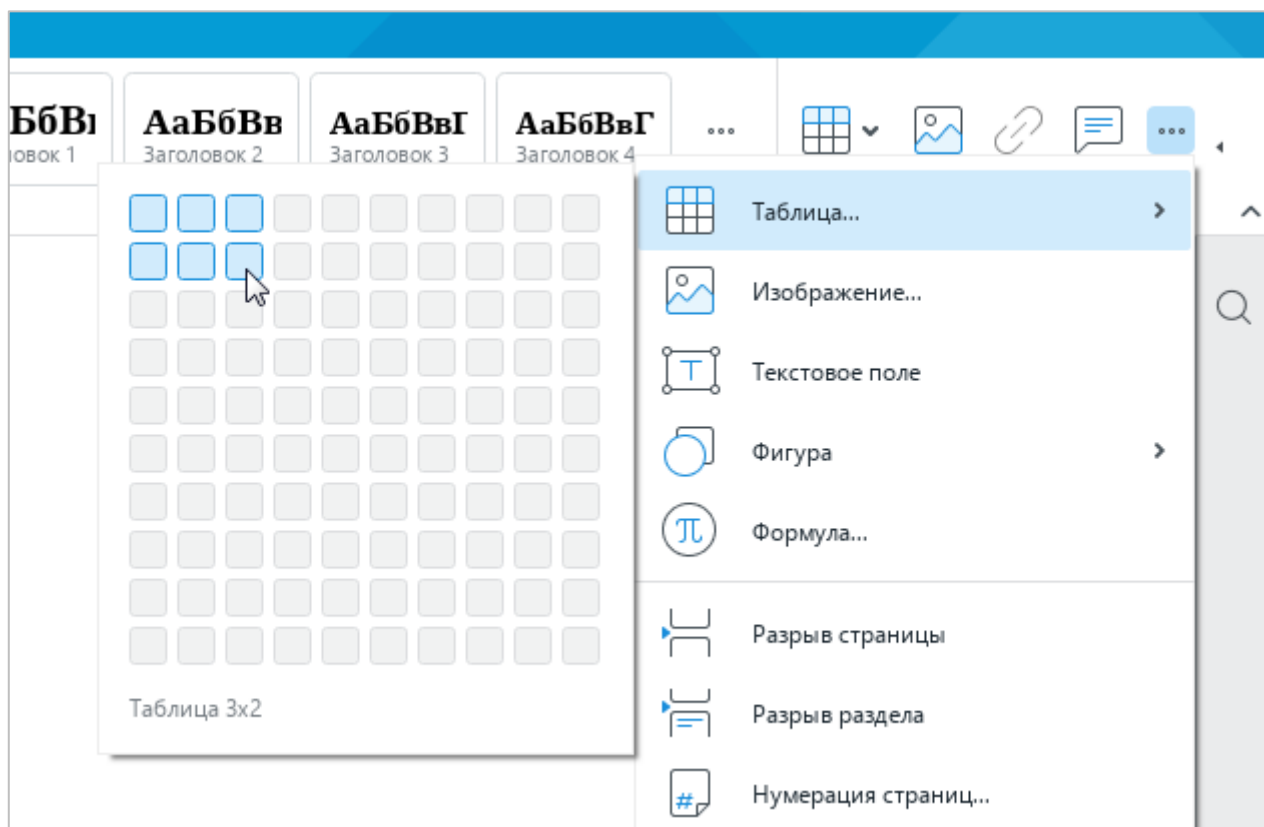 БбВ
АаБбВв
АаБбВвГ
АаБбВвГ
овок 1
Заголовок 2
Заголовок 3
Заголовок 4
Таблица...
Изображение...
Текстовое поле
Фигура
Формула...
Разрыв страницы
Разрыв раздела
Нумерация страниц...
Таблица 3x2